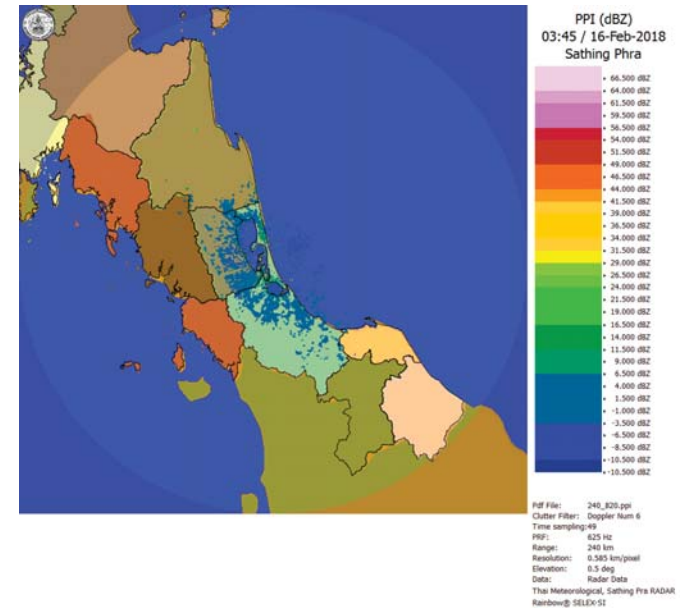 PPI (dBZ)
03:45 / 16-Feb-2018
Sathing Phra
66.500 dBZ
64.000 dBZ
61.500 dBZ
59.500 dBZ
56.500 dBZ
54.000 dBZ
51.500 dBZ
49.000 dBZ
46.500 dBZ
44.000 dBZ
41.500 dBZ
39.000 dBZ
36.500 dBZ
34.000 dBZ
31.500 dBZ
29.000 dBZ
26.500 dBZ
24.000 dBZ
21.500 dBZ
19.000 dBZ
16.500 dBZ
14.000 dBZ
11.500 dBZ
9.000 dBZ
6.500 dBZ
4.000 dBZ
1.500 dBZ
-1.000 dBZ
-3.500 dBZ
-6.500 dBZ
-8.500 dBZ
-10.500 dBZ
-10.500 dBZ
Pdf File: 240_820.ppi
Clutter Filter: Doppler Num 6
Time sampling:49
PRF: 625 Hz
Range: 240 km
Resolution: 0.585 km/pixel
Elevation: 0.5 deg
Data: Radar Data
Thai Meteorological, Sathing Pra RADAR
Rainbow® SELEX-SI